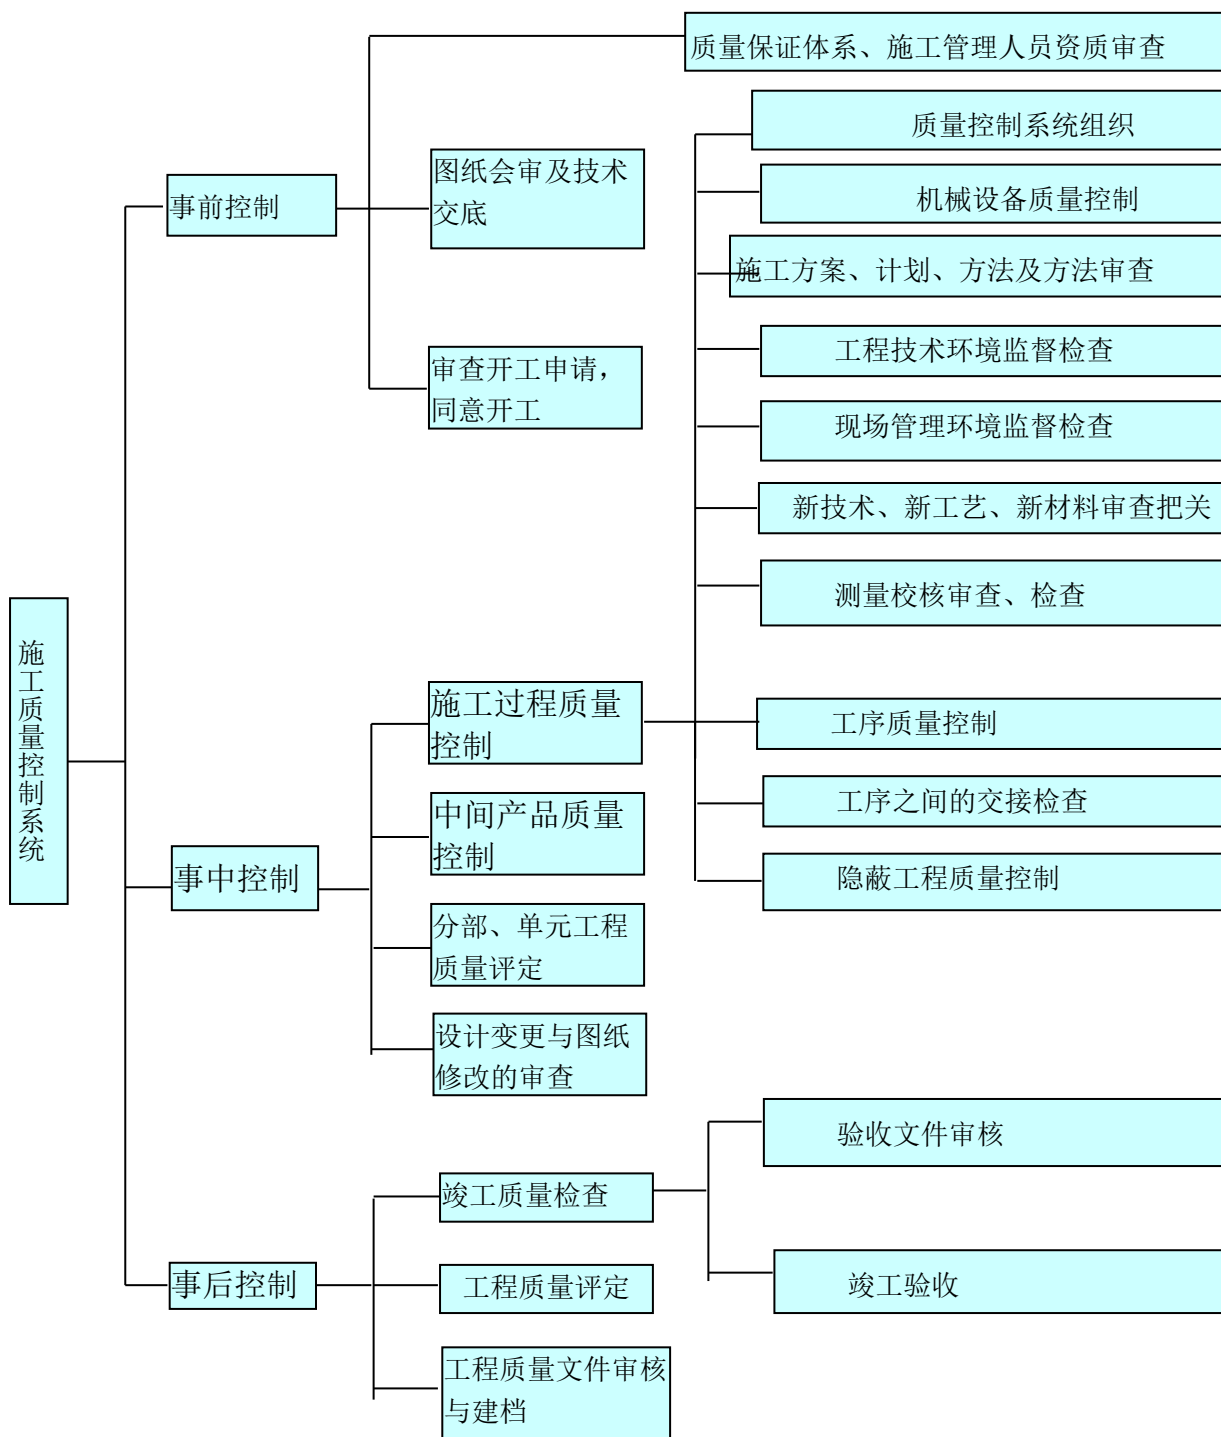 质量保证体系、施工管理人员资质审查
质量控制系统组织
图纸会审及技术
交底
事前控制
机械设备质量控制
施工方案、计划、方法及方法审查
审查开工申请，
同意开工
工程技术环境监督检查
现场管理环境监督检查
新技术、新工艺、新材料审查把关
测量校核审查、检查
施工质量控制系统
施工过程质量
控制
工序质量控制
中间产品质量
控制
工序之间的交接检查
事中控制
隐蔽工程质量控制
分部、单元工程
质量评定
设计变更与图纸
修改的审查
验收文件审核
竣工质量检查
事后控制
工程质量评定
竣工验收
工程质量文件审核
与建档